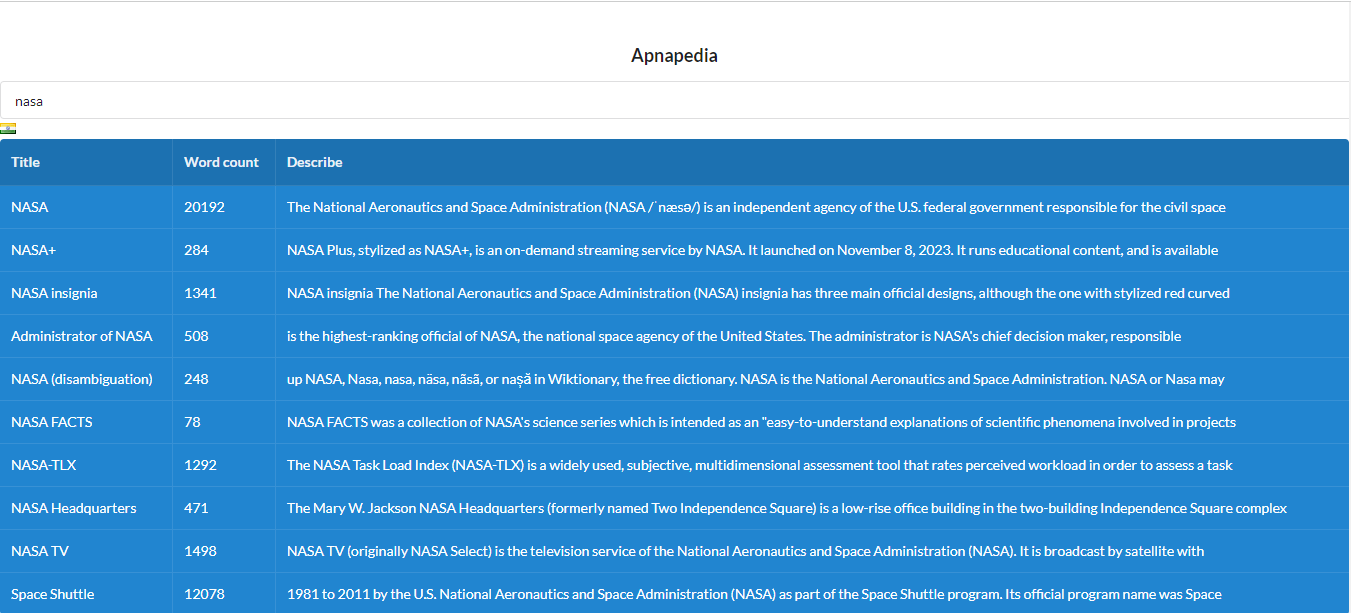 Apnapedia
nasa
Title Word count Describe
NASA 20192 The National Aeronautics and Space Administration (NASA /ˈnæsə/) is an independent agency of the U.S. federal government responsible for the civil space
NASA+ 284 NASA Plus, stylized as NASA+, is an on-demand streaming service by NASA. It launched on November 8, 2023. It runs educational content, and is available
NASA insignia 1341 NASA insignia The National Aeronautics and Space Administration (NASA) insignia has three main official designs, although the one with stylized red curved
Administrator of NASA 508 is the highest-ranking official of NASA, the national space agency of the United States. The administrator is NASA's chief decision maker, responsible
NASA (disambiguation) 248 up NASA, Nasa, nasa, näsa, nãsã, or nașă in Wiktionary, the free dictionary. NASA is the National Aeronautics and Space Administration. NASA or Nasa may
NASA FACTS 78 NASA FACTS was a collection of NASA's science series which is intended as an "easy-to-understand explanations of scientific phenomena involved in projects
NASA-TLX 1292 The NASA Task Load Index (NASA-TLX) is a widely used, subjective, multidimensional assessment tool that rates perceived workload in order to assess a task
NASA Headquarters 471 The Mary W. Jackson NASA Headquarters (formerly named Two Independence Square) is a low-rise office building in the two-building Independence Square complex
NASA TV 1498 NASA TV (originally NASA Select) is the television service of the National Aeronautics and Space Administration (NASA). It is broadcast by satellite with
Space Shuttle 12078 1981 to 2011 by the U.S. National Aeronautics and Space Administration (NASA) as part of the Space Shuttle program. Its official program name was Space